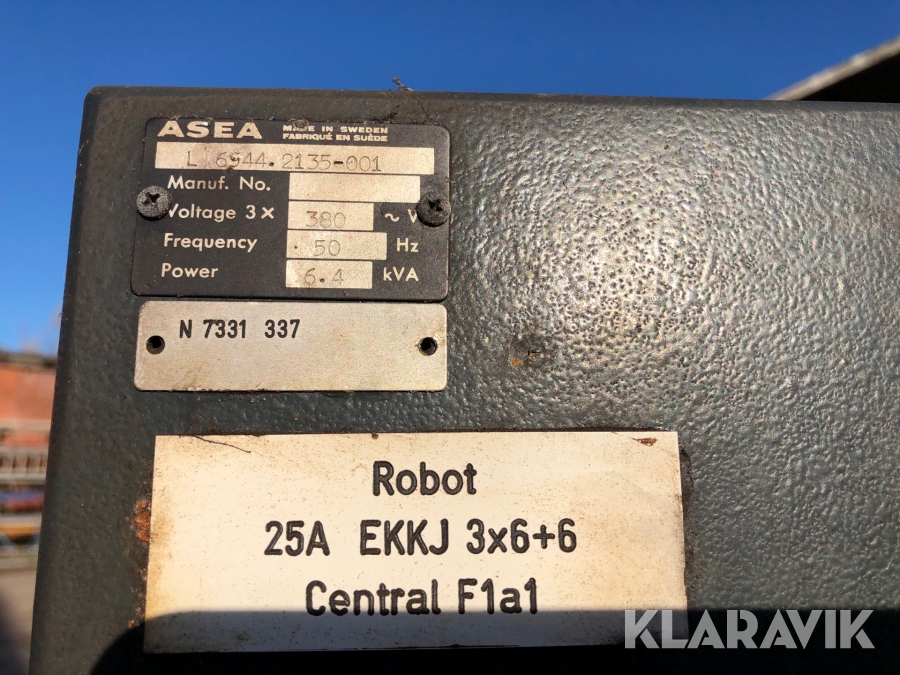 ASEA MADE IN SWEDEN
FABRIQUÉ EN SUÈDE
L 6944.2135-001
Manuf. No.
Voltage 3 × 380 ~ V
Frequency 50 Hz
Power 6.4 kVA
N 7331 337
Robot
25A EKKJ 3x6+6
Central F1a1
KLARAVIK